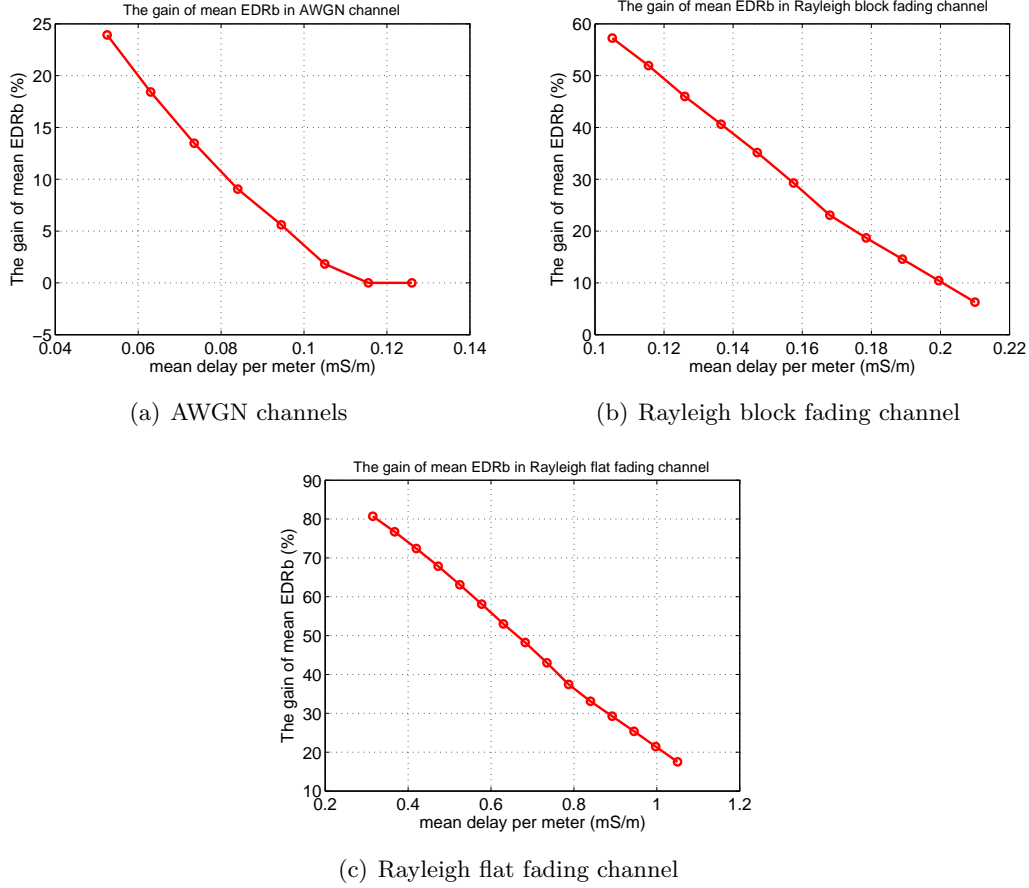 The gain of mean EDRb in AWGN channel
25
20
15
10
5
0
−5
0.04 0.06 0.08 0.1 0.12 0.14
The gain of mean EDRb (%)
mean delay per meter (mS/m)
(a) AWGN channels
The gain of mean EDRb in Rayleigh block fading channel
60
50
40
30
20
10
0
0.1 0.12 0.14 0.16 0.18 0.2 0.22
The gain of mean EDRb (%)
mean delay per meter (mS/m)
(b) Rayleigh block fading channel
The gain of mean EDRb in Rayleigh flat fading channel
90
80
70
60
50
40
30
20
10
0.2 0.4 0.6 0.8 1 1.2
The gain of mean EDRb (%)
mean delay per meter (mS/m)
(c) Rayleigh flat fading channel